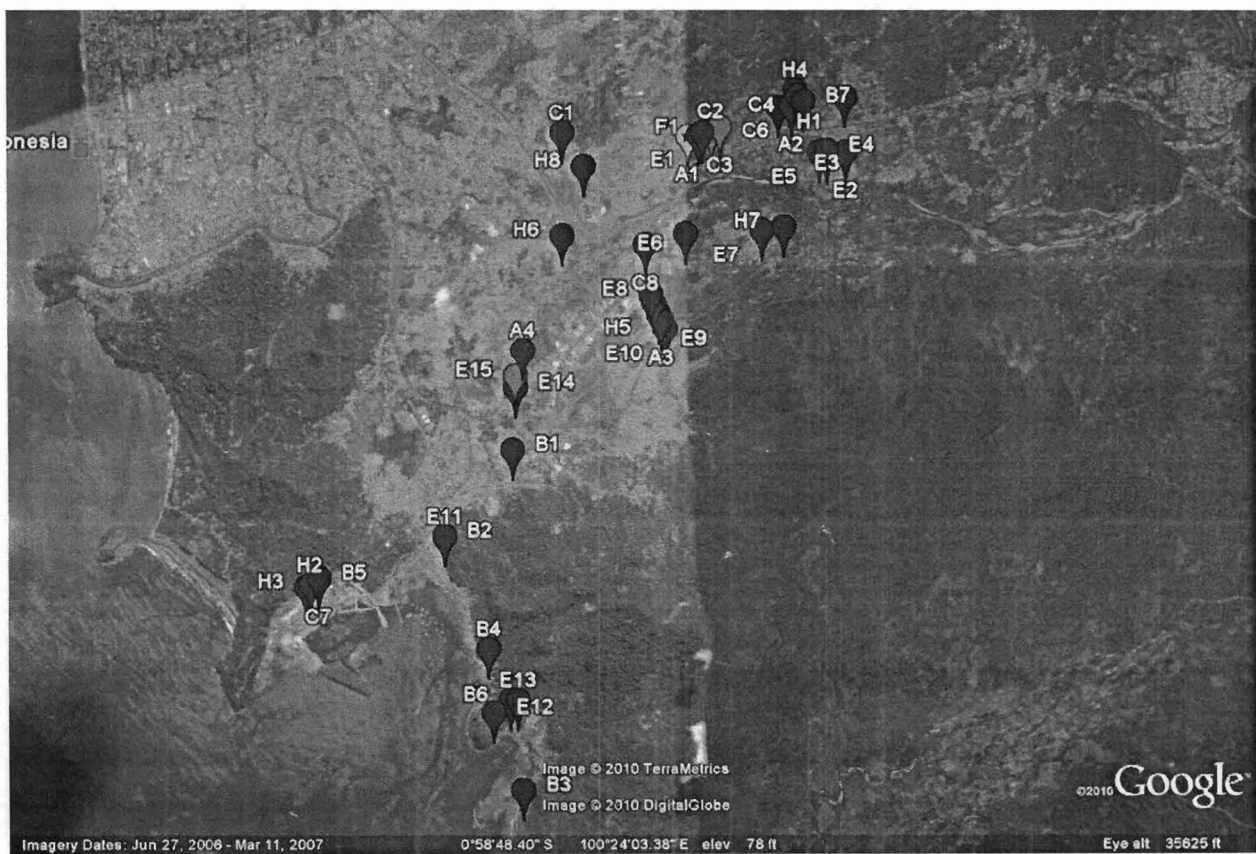 H4
B7
C4
C1
C2
F1
H1
C6
A2
E4
H8
E1
C3
E3
A1
E5
E2
onesia
H6
H7
E6
E7
C8
E8
H5
E9
E10
A3
A4
E15
E14
B1
E11
B2
H2
B5
H3
C7
B4
E13
B6
E12
Image © 2010 TerraMetrics
B3
Image © 2010 DigitalGlobe
©2010 Google
Imagery Dates: Jun 27, 2006 - Mar 11, 2007 0°58'48.40" S 100°24'03.38" E elev 78 ft Eye alt 35625 ft